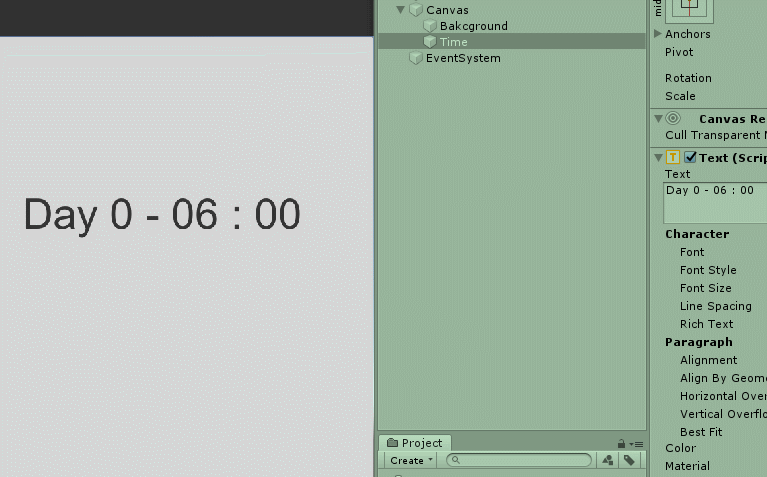 Day 0 - 06 : 00
Canvas
Bakcground
Time
EventSystem
Project
Create
mid
Anchors
Pivot
Rotation
Scale
Canvas Re
Cull Transparent M
Text (Scrip
Text
Day 0 - 06 : 00
Character
Font
Font Style
Font Size
Line Spacing
Rich Text
Paragraph
Alignment
Align By Geome
Horizontal Over
Vertical Overflo
Best Fit
Color
Material